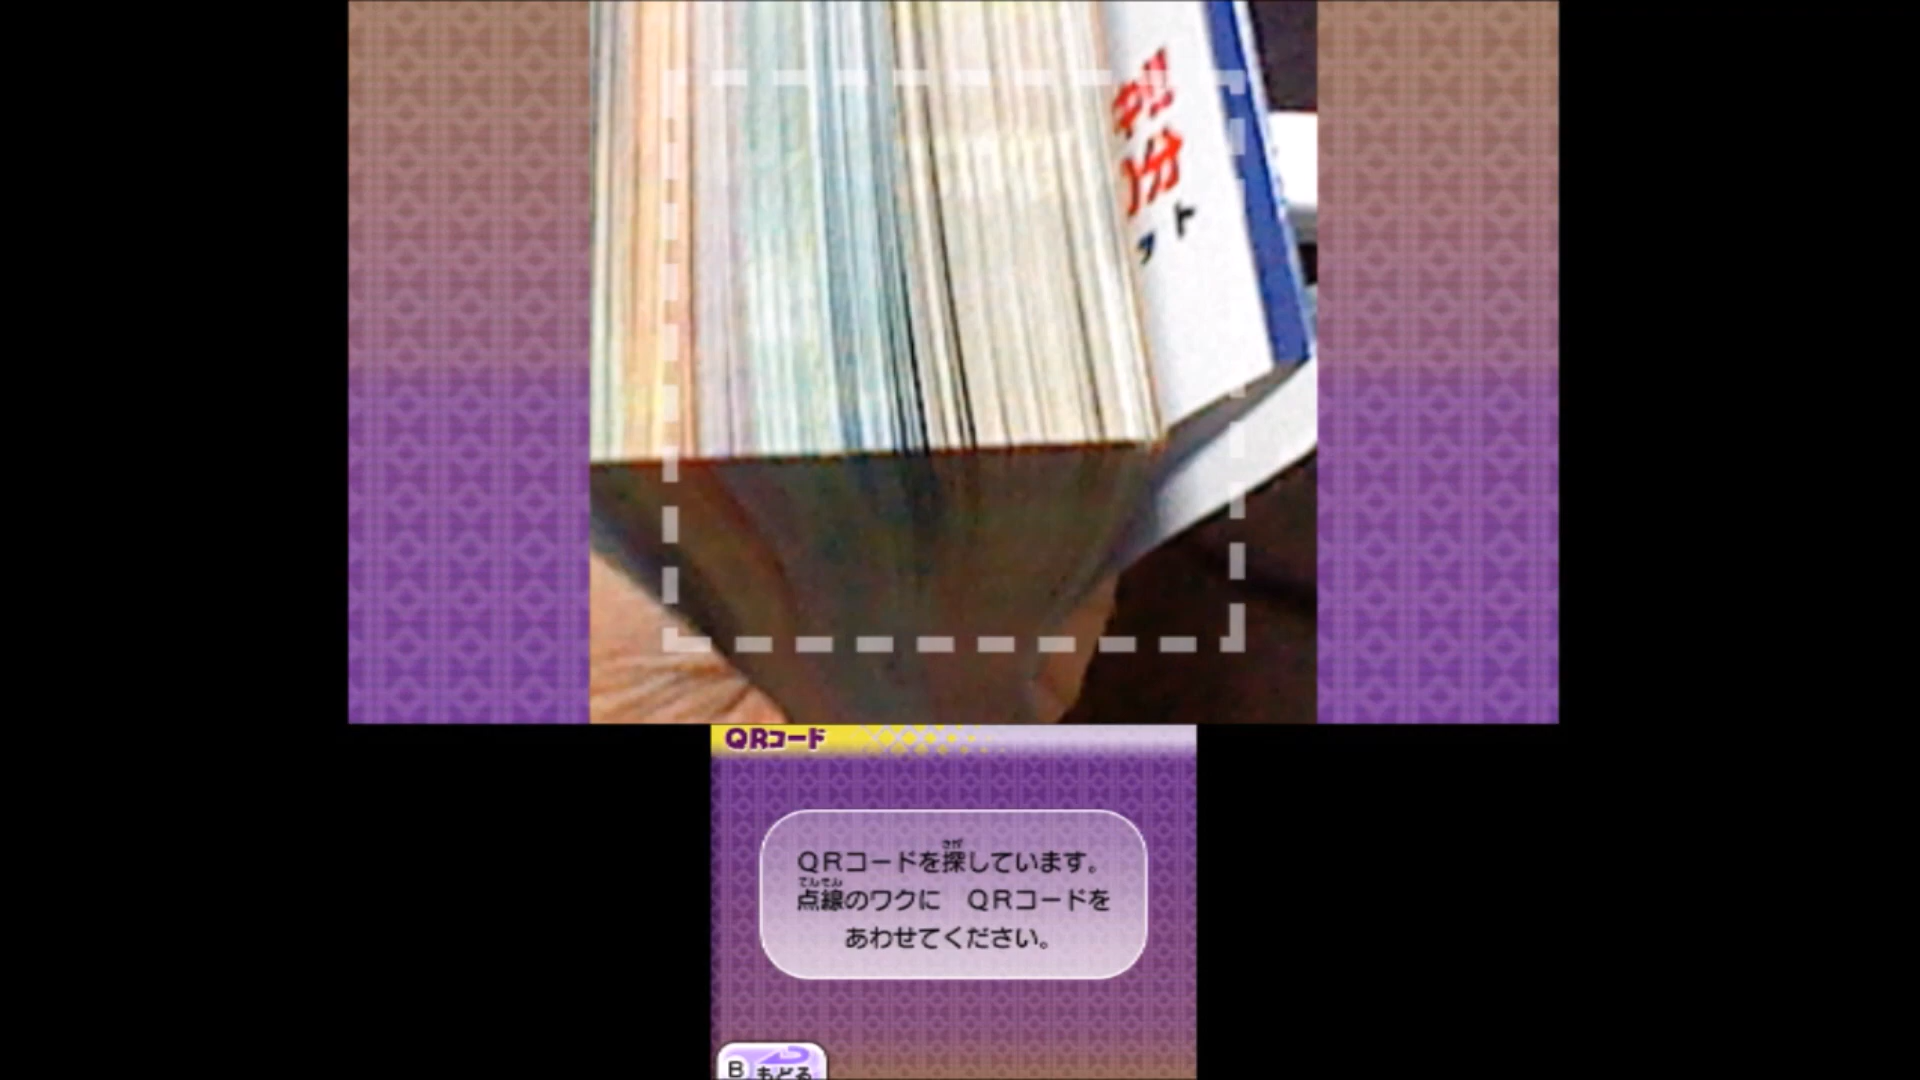 分
ト
QRコード
QRコードを探しています。
点線のワクに QRコードを
あわせてください。
B もどる